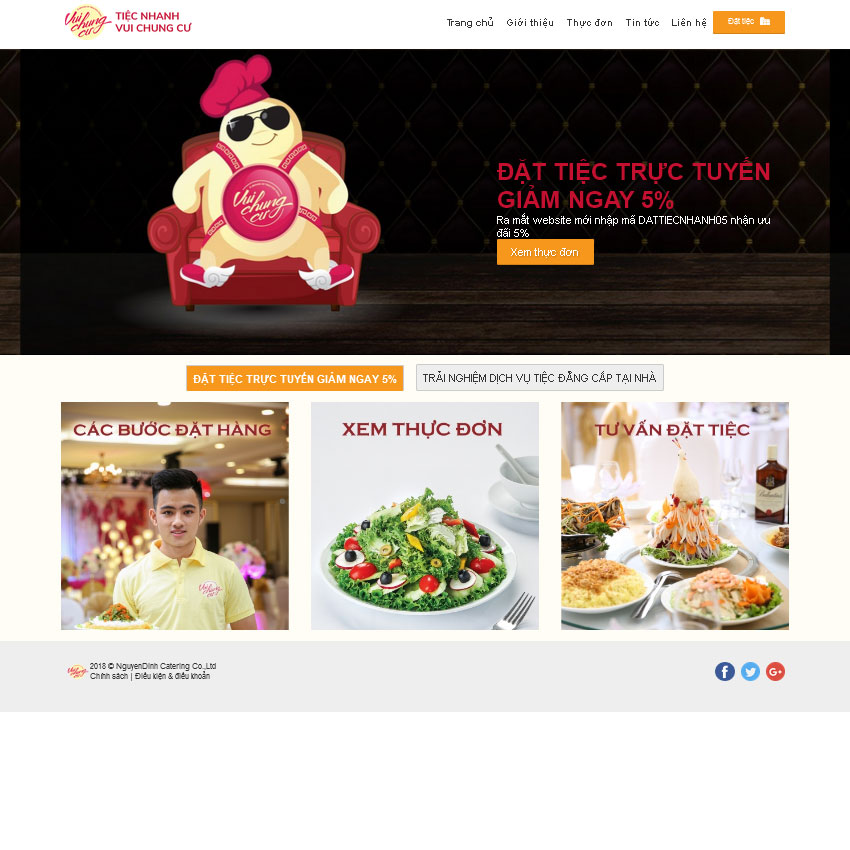 Vui chung cư
TIỆC NHANH
VUI CHUNG CƯ
Trang chủ
Giới thiệu
Thực đơn
Tin tức
Liên hệ
Đặt tiệc
Vui chung cư
ĐẶT TIỆC TRỰC TUYẾN
GIẢM NGAY 5%
Ra mắt website mới nhập mã DATTIECNHANH05 nhận ưu
đãi 5%
Xem thực đơn
ĐẶT TIỆC TRỰC TUYẾN GIẢM NGAY 5%
TRẢI NGHIỆM DỊCH VỤ TIỆC ĐẲNG CẤP TẠI NHÀ
CÁC BƯỚC ĐẶT HÀNG
XEM THỰC ĐƠN
TƯ VẤN ĐẶT TIỆC
Vui chung cư
Ballantine's
Vui chung cư
2018 © NguyenDinh Catering Co.,Ltd
Chính sách | Điều kiện & điều khoản